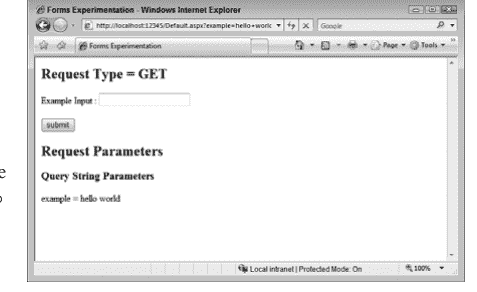 Forms Experimentation - Windows Internet Explorer
http://localhost:12345/Default.aspx?example=hello+worlc
Google
Forms Experimentation
Page
Tools
Request Type = GET
Example Input :
submit
Request Parameters
Query String Parameters
example = hello world
Local intranet | Protected Mode: On
100%